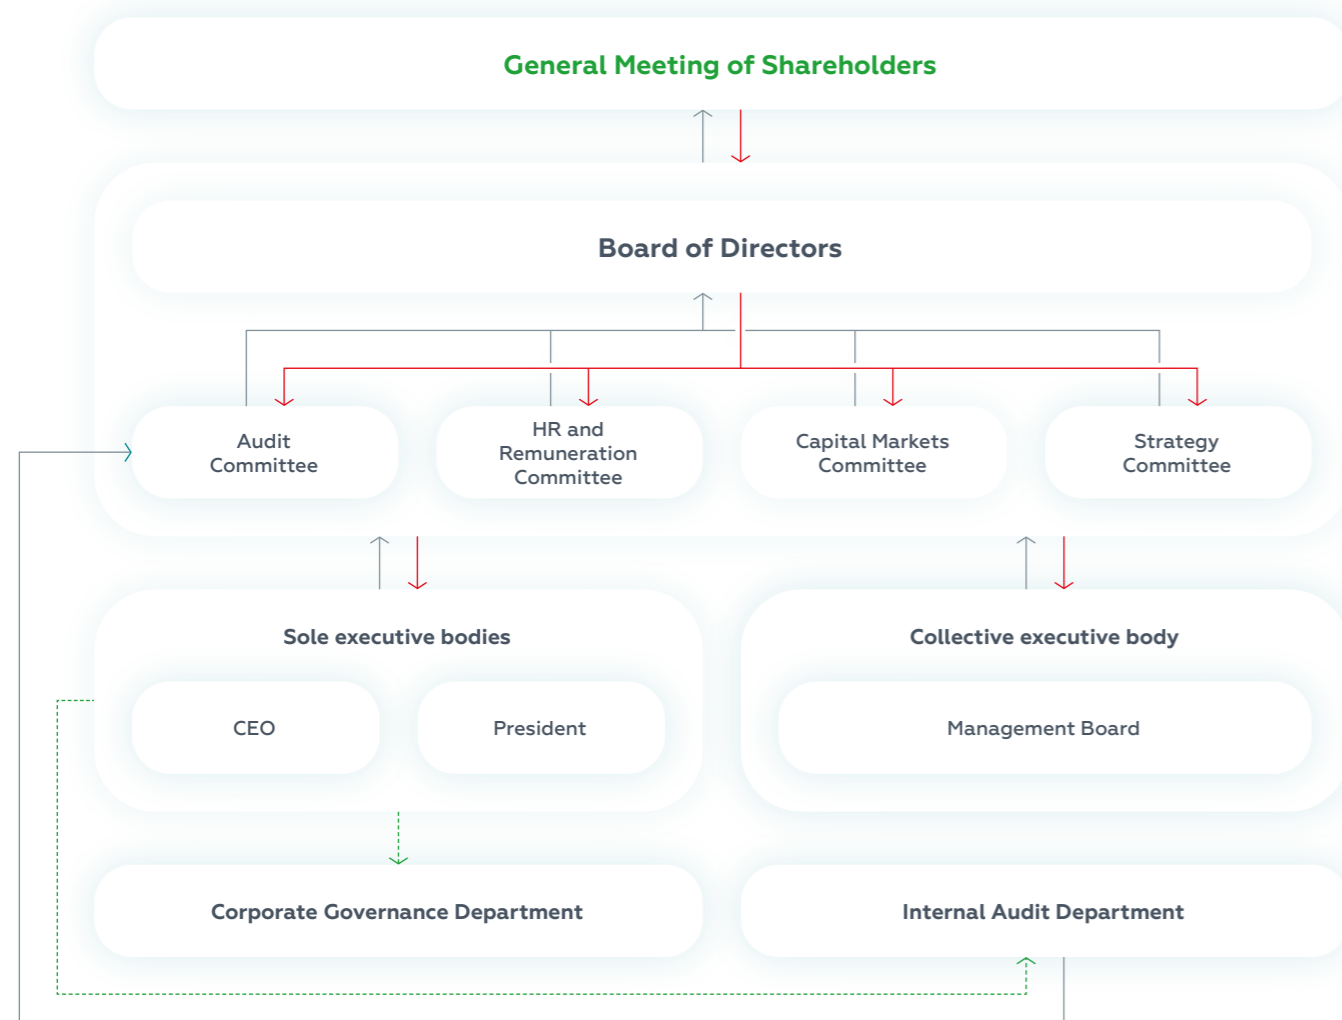 General Meeting of Shareholders
Board of Directors
Audit
Committee
HR and
Remuneration
Committee
Capital Markets
Committee
Strategy
Committee
Sole executive bodies
Collective executive body
CEO
President
Management Board
Corporate Governance Department
Internal Audit Department